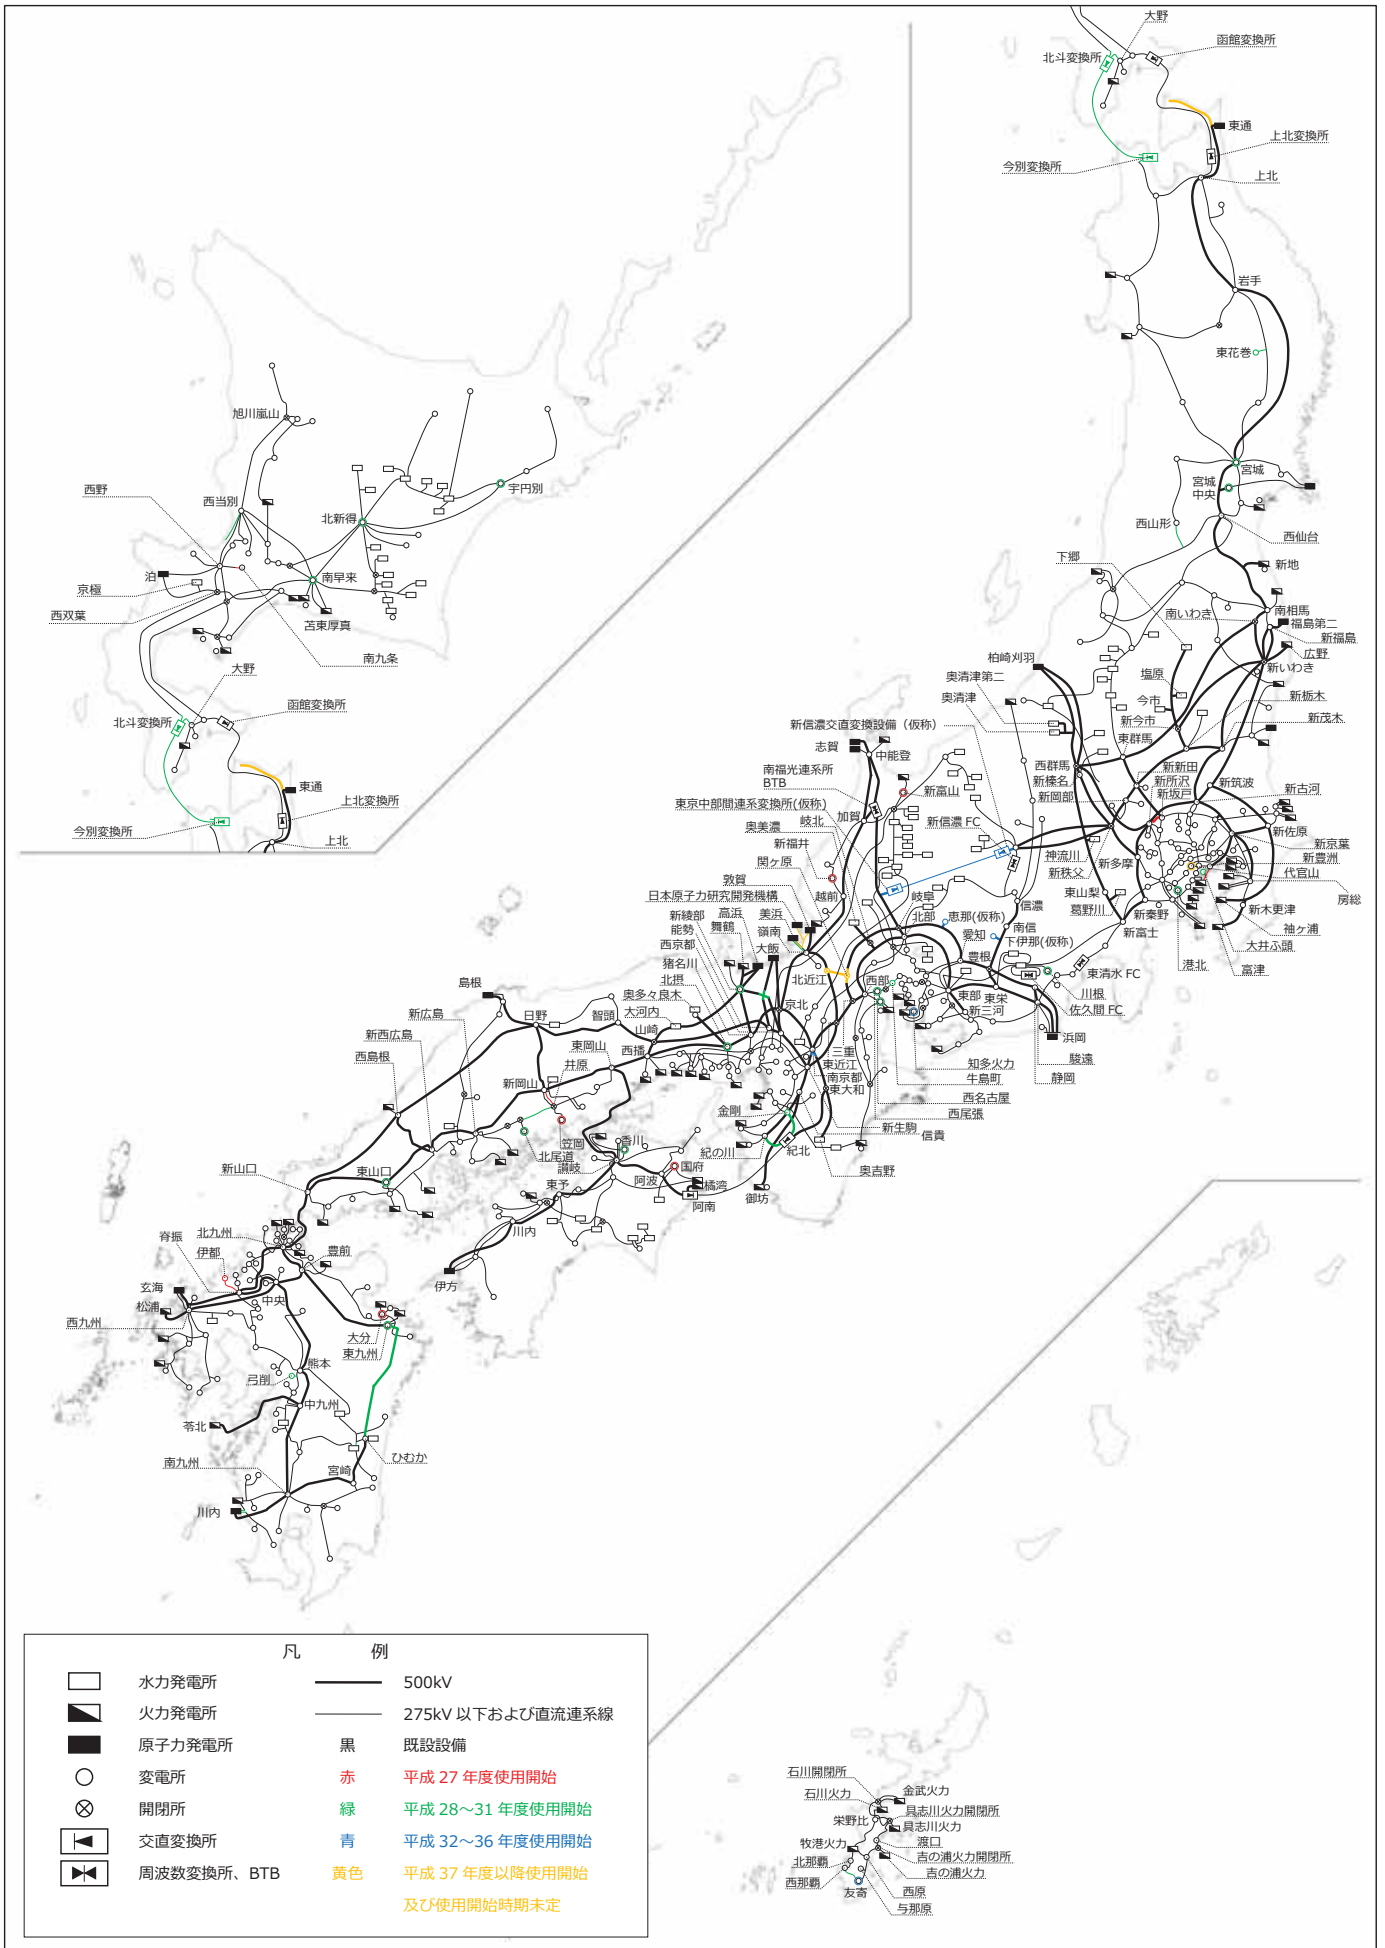 大野
函館変換所
北斗変換所
東通
上北変換所
今別変換所
上北
岩手
東花巻
宮城
宮城
中央
西山形
西仙台
下郷
新地
南いわき
南相馬
福島第二
新福島
広野
新いわき
柏崎刈羽
奥清津第二
奥清津
塩原
今市
新栃木
新今市
新茂木
新信濃交直変換設備（仮称）
東群馬
西群馬
新榛名
新岡部
新新田
新所沢
新坂戸
新筑波
新古河
新佐原
新京葉
新豊洲
代官山
房総
新木更津
袖ヶ浦
大井ふ頭
富津
港北
神流川
新秩父
新多摩
東山梨
葛野川
新秦野
新富士
東清水 FC
川根
佐久間 FC
浜岡
駿遠
静岡
志賀
中能登
南福光連系所
BTB
新富山
東京中部間連系変換所(仮称)
加賀
岐北
新信濃 FC
奥美濃
新福井
関ヶ原
敦賀
越前
日本原子力研究開発機構
岐阜
信濃
高浜
美浜
新綾部
舞鶴
嶺南
能勢
大飯
西京都
猪名川
北摂
北部
恵那(仮称)
愛知
南信
下伊那(仮称)
豊根
北近江
西部
東部
東栄
新三河
奥多々良木
大河内
京北
島根
日野
智頭
山崎
新広島
新西広島
西島根
東岡山
西播
井原
新岡山
三重
東近江
南京都
東大和
知多火力
牛島町
西名古屋
西尾張
新生駒
信貴
奥吉野
金剛
紀の川
紀北
御坊
笠岡
北尾道
香川
讃岐
国府
阿波
橘湾
阿南
東予
川内
伊方
新山口
東山口
北九州
脊振
伊都
豊前
玄海
松浦
中央
西九州
大分
東九州
熊本
弓削
中九州
苓北
ひむか
南九州
宮崎
川内
旭川嵐山
西野
西当別
北新得
宇円別
泊
京極
南早来
西双葉
苫東厚真
南九条
大野
函館変換所
北斗変換所
東通
上北変換所
今別変換所
上北
石川開閉所
石川火力
金武火力
具志川火力開閉所
栄野比
具志川火力
牧港火力
渡口
北那覇
吉の浦火力開閉所
西那覇
吉の浦火力
友寄
西原
与那原
凡　例
水力発電所
500kV
火力発電所
275kV 以下および直流連系線
原子力発電所
黒
既設設備
変電所
赤
平成 27 年度使用開始
開閉所
緑
平成 28～31 年度使用開始
交直変換所
青
平成 32～36 年度使用開始
周波数変換所、BTB
黄色
平成 37 年度以降使用開始
及び使用開始時期未定